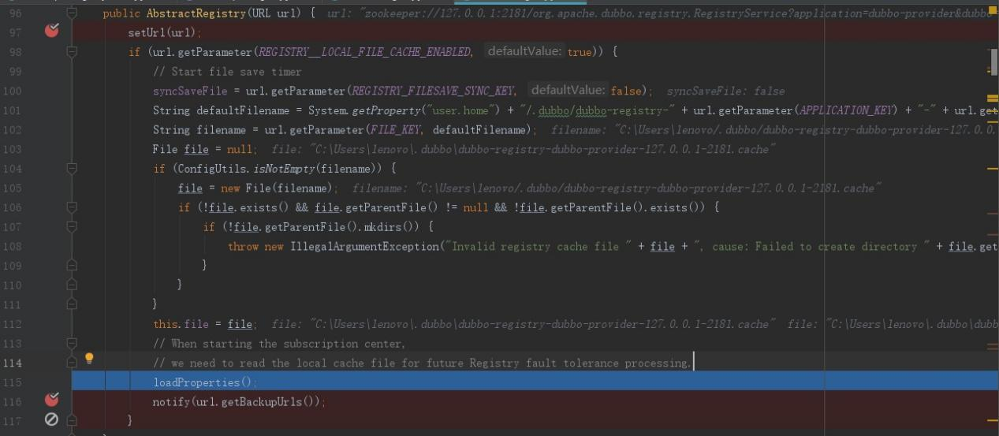 96 public AbstractRegistry(URL url) { url: "zookeeper://127.0.0.1:2181/org.apache.dubbo.registry.RegistryService?application=dubbo-provider&dubbo
97 setUrl(url);
98 if (url.getParameter(REGISTRY__LOCAL_FILE_CACHE_ENABLED, defaultValue: true)) {
99 // Start file save timer
100 syncSaveFile = url.getParameter(REGISTRY_FILESAVE_SYNC_KEY, defaultValue: false); syncSaveFile: false
101 String defaultFilename = System.getProperty("user.home") + "/.dubbo/dubbo-registry-" + url.getParameter(APPLICATION_KEY) + "-" + url.get
102 String filename = url.getParameter(FILE_KEY, defaultFilename); filename: "C:\Users\lenovo/.dubbo/dubbo-registry-dubbo-provider-127.0.0.
103 File file = null; file: "C:\Users\lenovo\.dubbo\dubbo-registry-dubbo-provider-127.0.0.1-2181.cache"
104 if (ConfigUtils.isNotEmpty(filename)) {
105 file = new File(filename); filename: "C:\Users\lenovo/.dubbo/dubbo-registry-dubbo-provider-127.0.0.1-2181.cache"
106 if (!file.exists() && file.getParentFile() != null && !file.getParentFile().exists()) {
107 if (!file.getParentFile().mkdirs()) {
108 throw new IllegalArgumentException("Invalid registry cache file " + file + ", cause: Failed to create directory " + file.get
109 }
110 }
111 }
112 this.file = file; file: "C:\Users\lenovo\.dubbo\dubbo-registry-dubbo-provider-127.0.0.1-2181.cache" file: "C:\Users\lenovo\.dubbo\dubb
113 // When starting the subscription center,
114 // we need to read the local cache file for future Registry fault tolerance processing.
115 loadProperties();
116 notify(url.getBackupUrls());
117 }